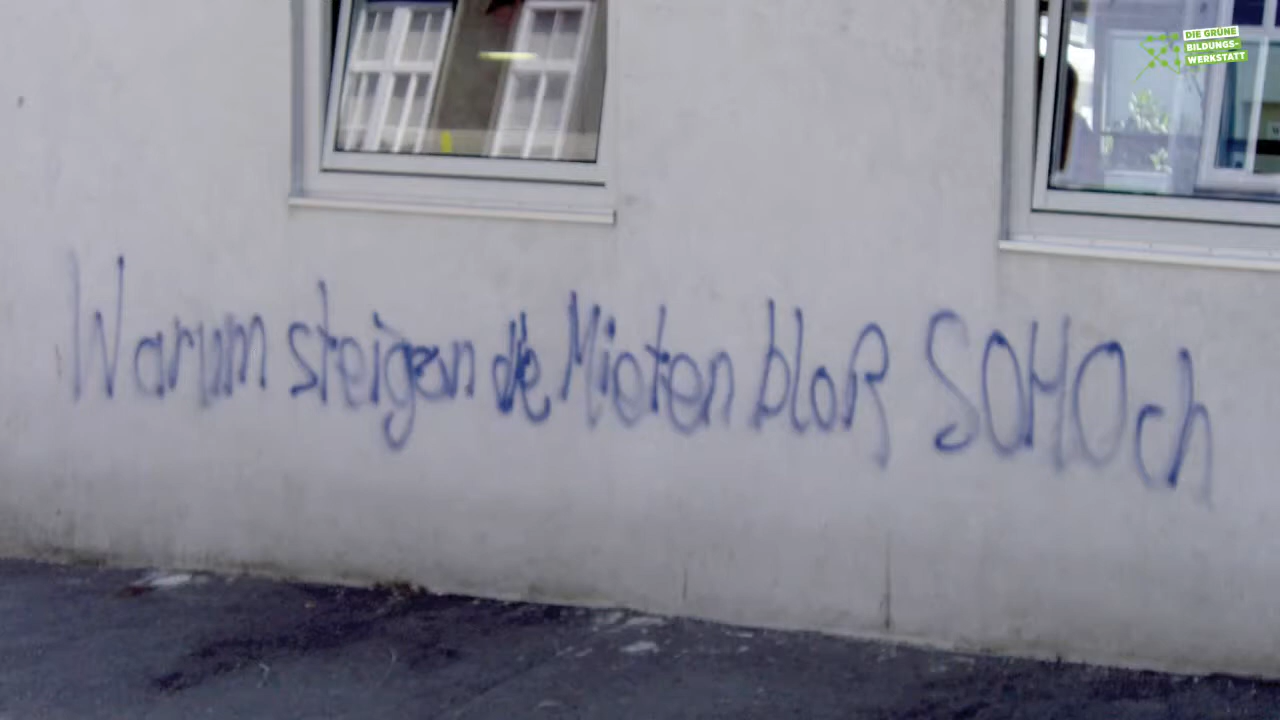 Warum steigen die Mieten bloß SOHOch
DIE GRÜNE
BILDUNGS-
WERKSTATT